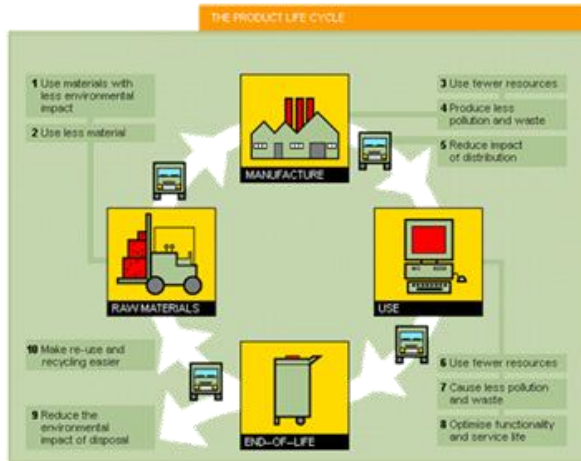 THE PRODUCT LIFE CYCLE
1 Use materials with
less environmental
impact
2 Use less material
3 Use fewer resources
4 Produce less
pollution and waste
5 Reduce impact
of distribution
MANUFACTURE
RAW MATERIALS
USE
10 Make re-use and
recycling easier
9 Reduce the
environmental
impact of disposal
END-OF-LIFE
6 Use fewer resources
7 Cause less pollution
and waste
8 Optimise functionality
and service life